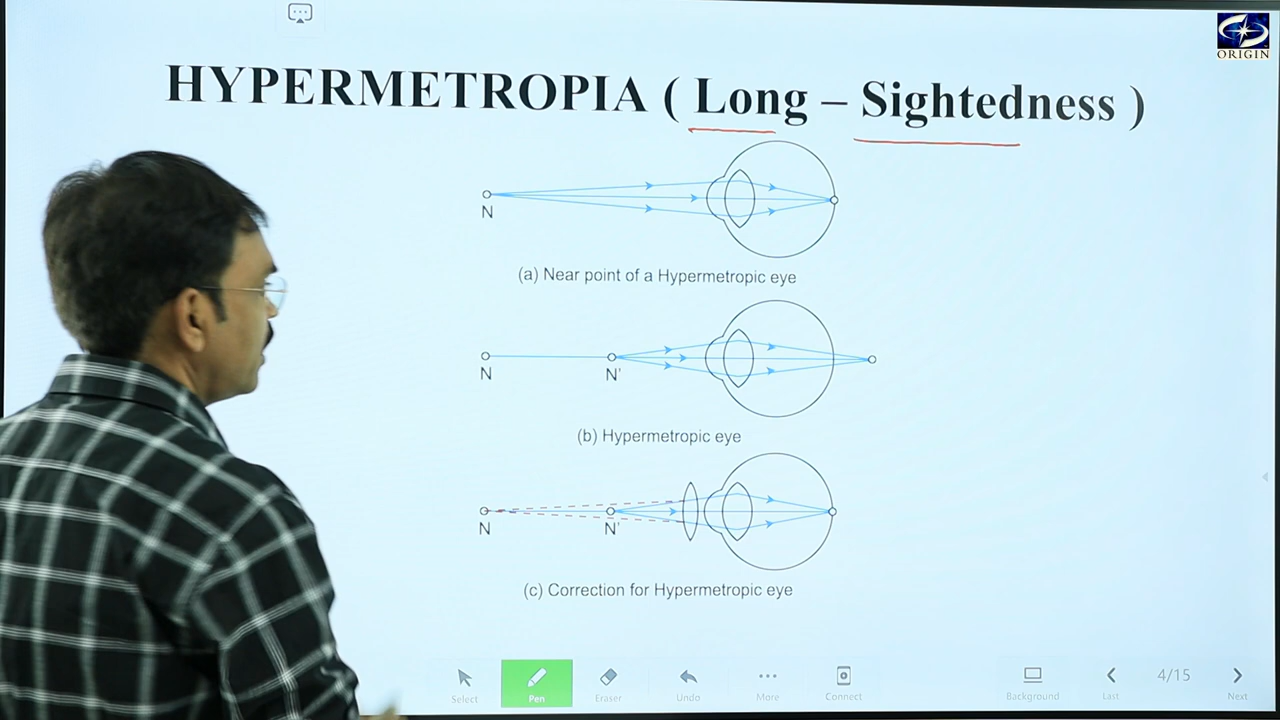 ORIGIN
HYPERMETROPIA ( Long – Sightedness )
N
(a) Near point of a Hypermetropic eye
N N'
(b) Hypermetropic eye
N N'
(c) Correction for Hypermetropic eye
Select Pen Eraser Undo More Connect Background Last 4/15 Next